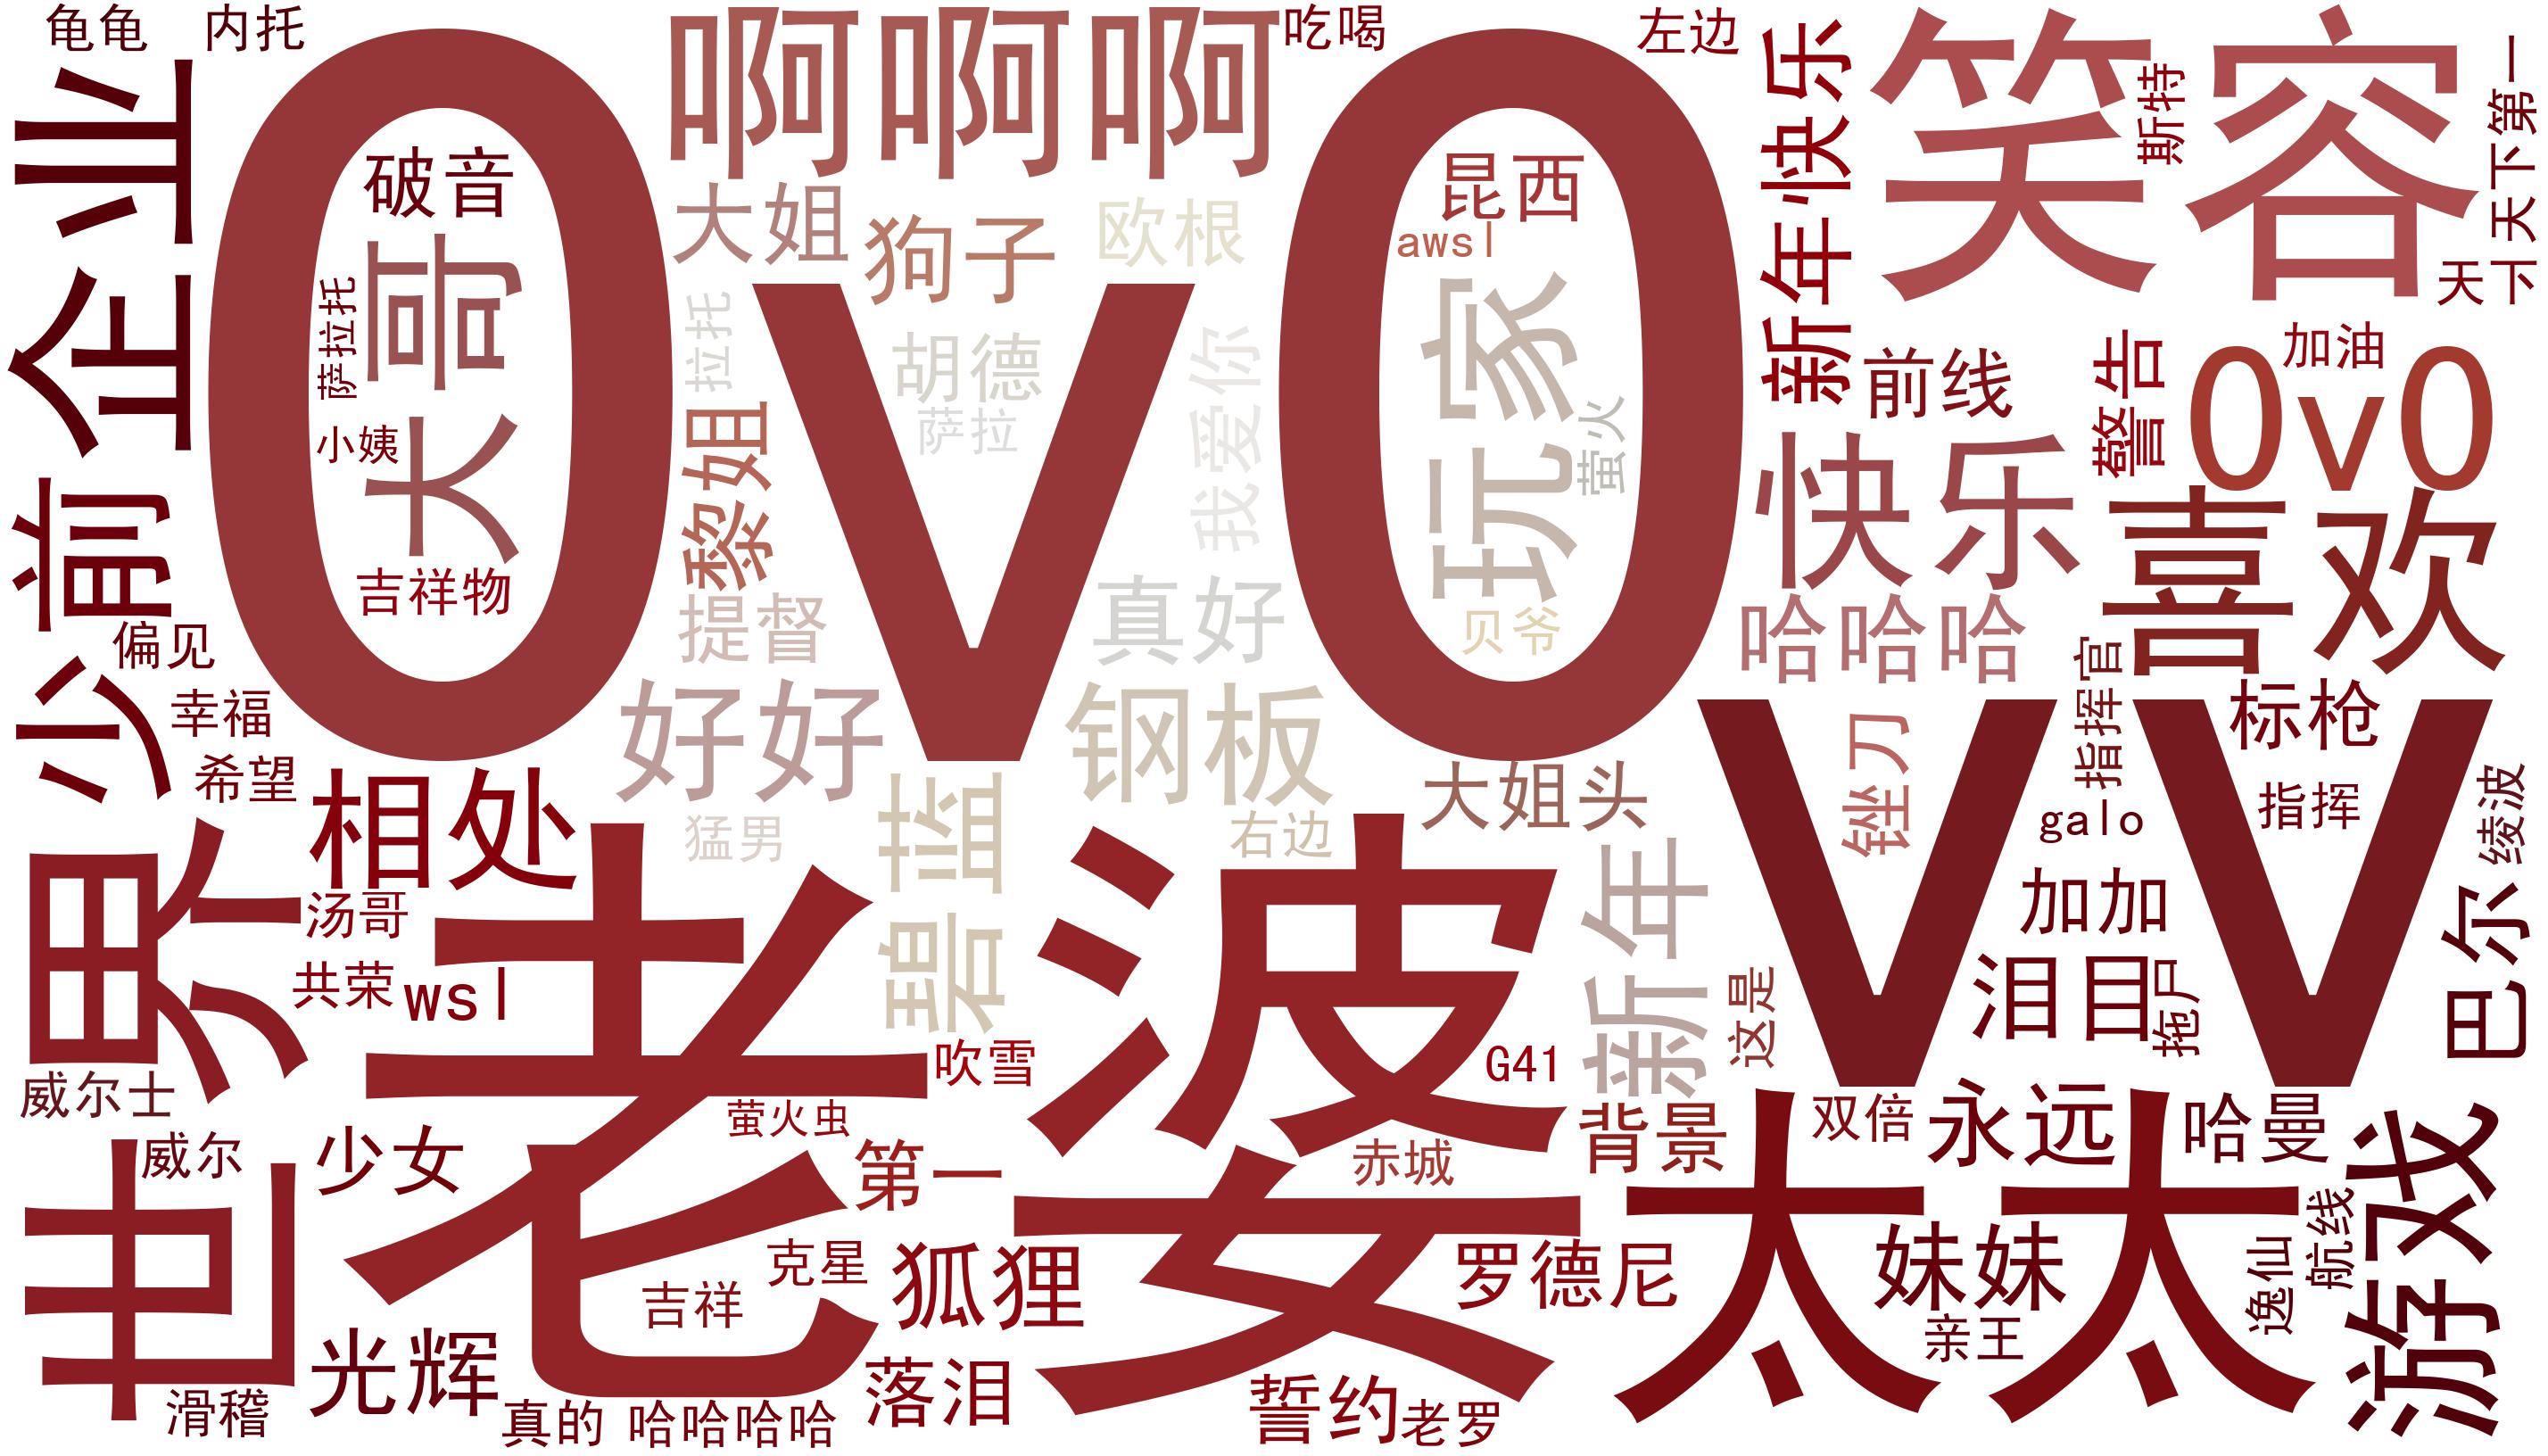 龟龟
内托
啊啊啊
吃喝
左边
新年快乐
笑容
斯特
天下第一
天下
企业
OvO
破音
大哥
萨拉托
小姨
吉祥物
大姐
狗子
欧根
拉托
胡德
萨拉
我爱你
昆西
awsl
玩家
萤火
贝爷
前线
警告
加油
0v0
少前
黎姐
提督
真好
快乐
喜欢
哈哈哈
偏见
幸福
希望
好好
钢板
碧蓝
猛男
右边
大姐头
锉刀
指挥官
标枪
指挥
galo
绫波
VV
世界
相处
汤哥
共荣
wsl
老婆
新年
这是
加加
泪目
拖尸
巴尔
威尔士
威尔
少女
吹雪
萤火虫
G41
赤城
背景
双倍
永远
哈曼
第一
克星
吉祥
狐狸
罗德尼
太太
妹妹
亲王
逸仙
航线
游戏
光辉
滑稽
真的
哈哈哈哈
落泪
誓约
老罗